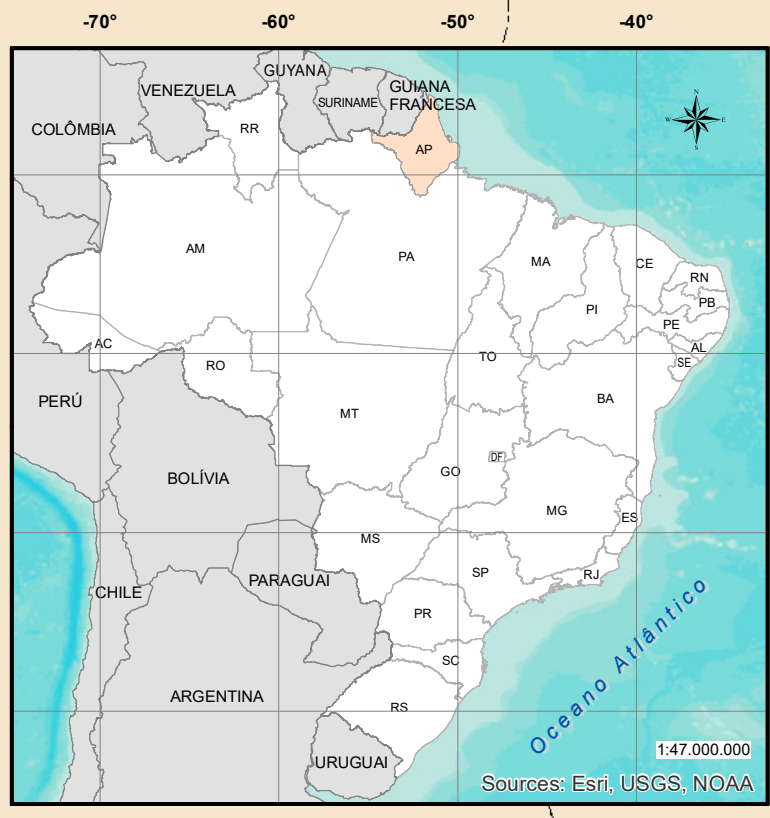 -70° -60° -50° -40°
GUYANA
VENEZUELA
GUIANA
FRANCESA
SURINAME
COLÔMBIA
RR
AP
N
W E
S
AM
PA
MA
CE
RN
PB
PI
PE
AL
SE
AC
RO
TO
BA
PERÚ
MT
BOLÍVIA
GO
DF
MG
ES
MS
SP
RJ
CHILE
PARAGUAI
PR
SC
ARGENTINA
RS
URUGUAI
Oceano Atlântico
1:47.000.000
Sources: Esri, USGS, NOAA